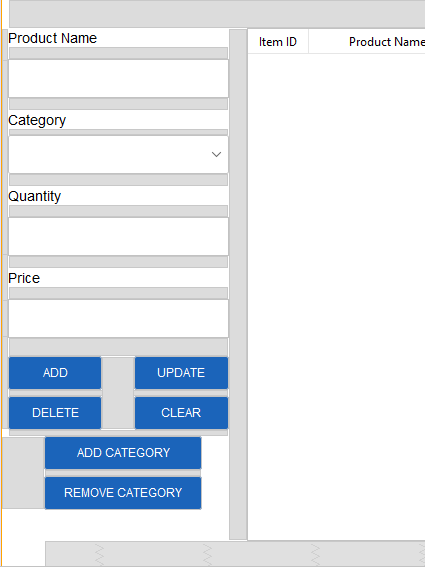 Product Name
Item ID Product Name
Category
Quantity
Price
ADD UPDATE
DELETE CLEAR
ADD CATEGORY
REMOVE CATEGORY